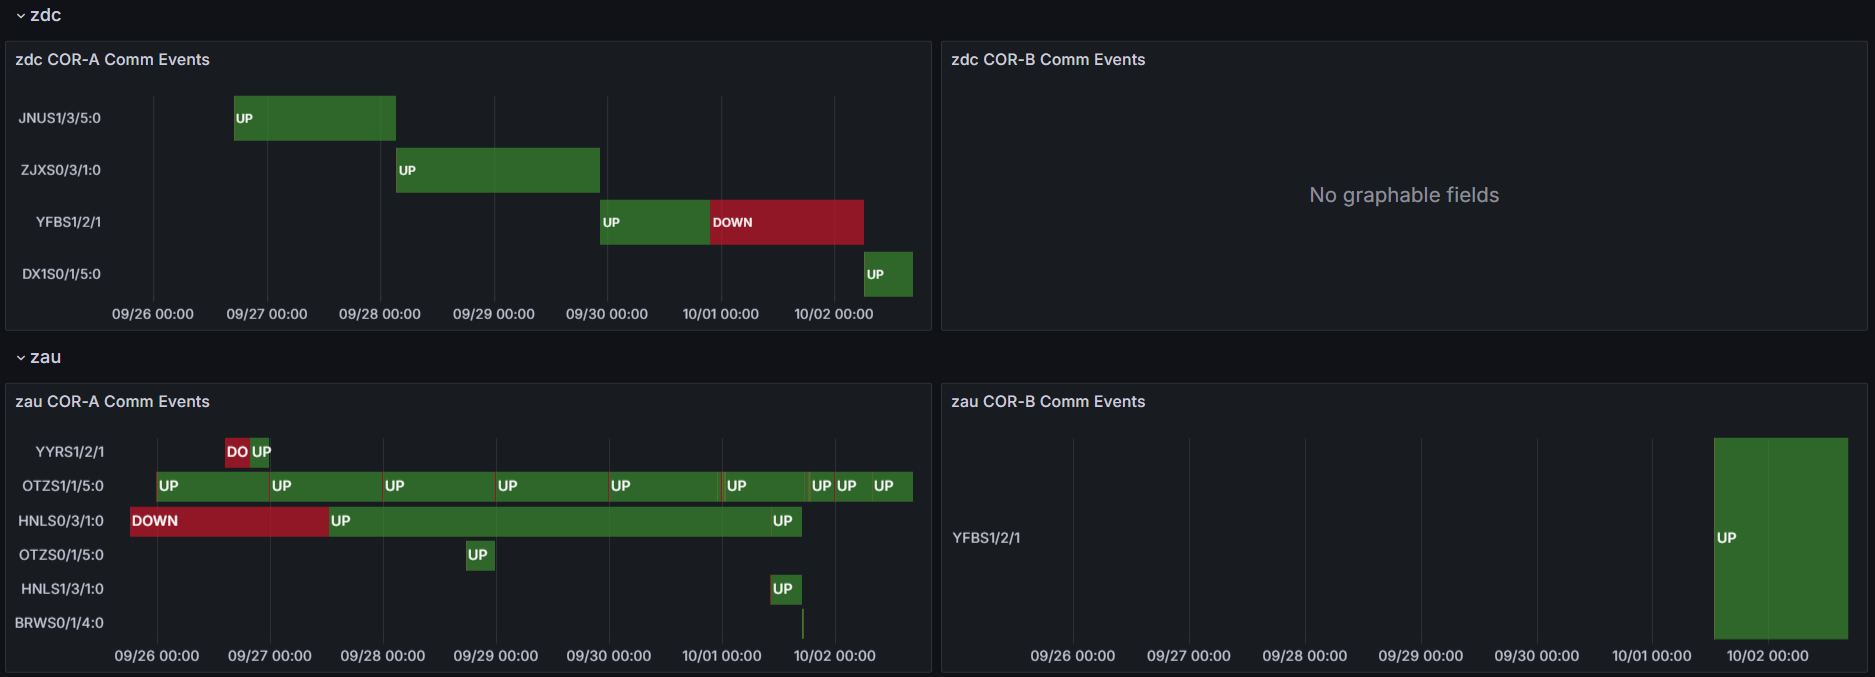 zdc
zdc COR-A Comm Events
JNUS1/3/5:0
UP
ZJXS0/3/1:0
UP
YFBS1/2/1
UP
DOWN
DX1S0/1/5:0
UP
09/26 00:00
09/27 00:00
09/28 00:00
09/29 00:00
09/30 00:00
10/01 00:00
10/02 00:00
zdc COR-B Comm Events
No graphable fields
zau
zau COR-A Comm Events
YYRS1/2/1
DO
UP
OTZS1/1/5:0
UP
UP
UP
UP
UP
UP
UP
UP
UP
HNLS0/3/1:0
DOWN
UP
UP
OTZS0/1/5:0
UP
HNLS1/3/1:0
UP
BRWS0/1/4:0
09/26 00:00
09/27 00:00
09/28 00:00
09/29 00:00
09/30 00:00
10/01 00:00
10/02 00:00
zau COR-B Comm Events
YFBS1/2/1
UP
09/26 00:00
09/27 00:00
09/28 00:00
09/29 00:00
09/30 00:00
10/01 00:00
10/02 00:00